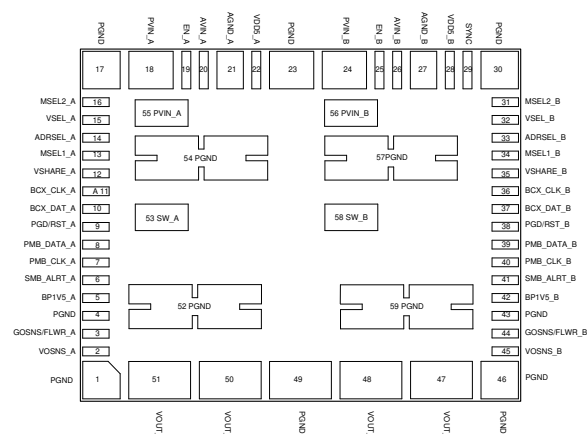 PGND PVIN_A EN_A AVIN_A AGND_A VDD5_A PGND PVIN_B EN_B AVIN_B AGND_B VDD5_B SYNC PGND
17 18 19 20 21 22 23 24 25 26 27 28 29 30
MSEL2_A 16 55 PVIN_A 56 PVIN_B 31 MSEL2_B
VSEL_A 15 32 VSEL_B
ADRSEL_A 14 33 ADRSEL_B
MSEL1_A 13 54 PGND 57PGND 34 MSEL1_B
VSHARE_A 12 35 VSHARE_B
BCX_CLK_A A 11 36 BCX_CLK_B
BCX_DAT_A 10 53 SW_A 58 SW_B 37 BCX_DAT_B
PGD/RST_A 9 38 PGD/RST_B
PMB_DATA_A 8 39 PMB_DATA_B
PMB_CLK_A 7 40 PMB_CLK_B
SMB_ALRT_A 6 41 SMB_ALRT_B
BP1V5_A 5 42 BP1V5_B
PGND 4 52 PGND 59 PGND 43 PGND
GOSNS/FLWR_A 3 44 GOSNS/FLWR_B
VOSNS_A 2 45 VOSNS_B
PGND 1 51 50 49 48 47 46 PGND
VOUT_ VOUT_ PGND VOUT_ VOUT_ PGND